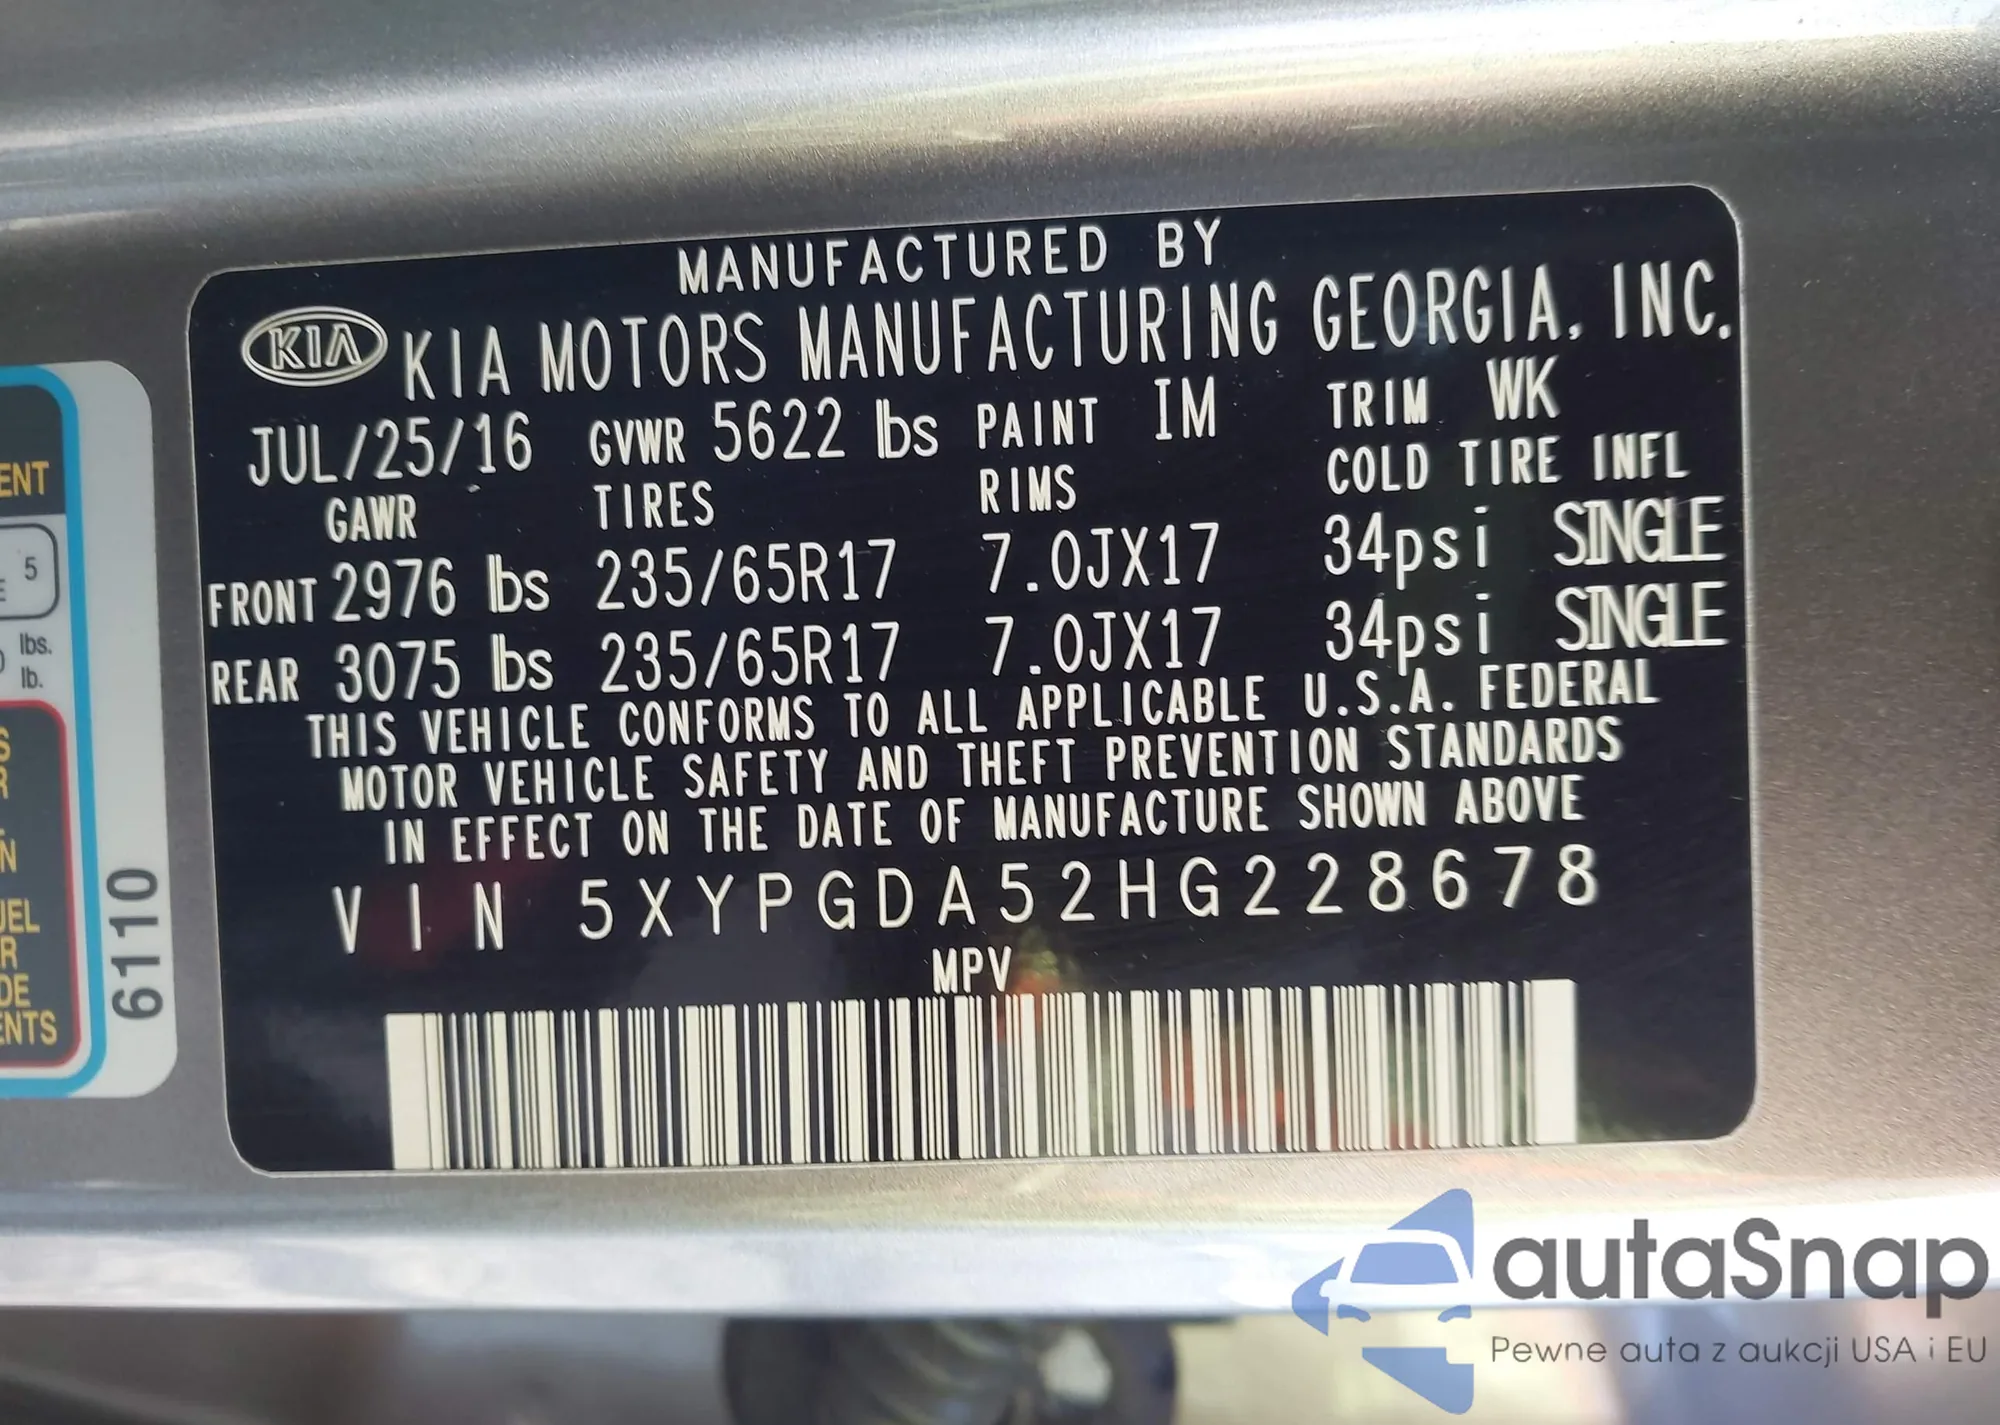 MANUFACTURED BY
KIA KIA MOTORS MANUFACTURING GEORGIA, INC.
JUL/25/16 GVWR 5622 lbs PAINT IM TRIM WK
GAWR TIRES RIMS COLD TIRE INFL
FRONT 2976 lbs 235/65R17 7.0JX17 34psi SINGLE
REAR 3075 lbs 235/65R17 7.0JX17 34psi SINGLE
THIS VEHICLE CONFORMS TO ALL APPLICABLE U.S.A. FEDERAL
MOTOR VEHICLE SAFETY AND THEFT PREVENTION STANDARDS
IN EFFECT ON THE DATE OF MANUFACTURE SHOWN ABOVE
VIN 5XYPGDA52HG228678
MPV
5
lbs.
lb.
6110
autaSnap
Pewne auta z aukcji USA i EU